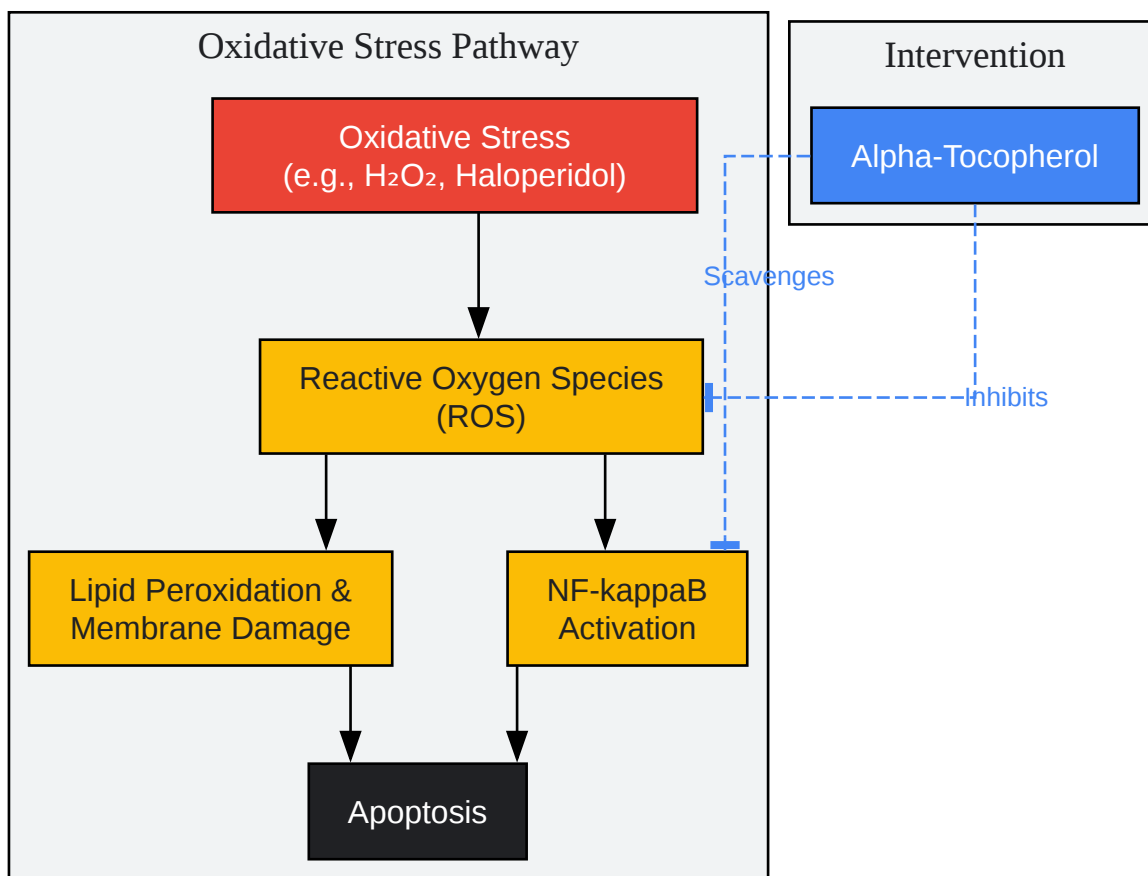 Oxidative Stress Pathway
Intervention
Oxidative Stress
(e.g., H₂O₂, Haloperidol)
Alpha-Tocopherol
Scavenges
Reactive Oxygen Species
(ROS)
Inhibits
Lipid Peroxidation &
Membrane Damage
NF-kappaB
Activation
Apoptosis